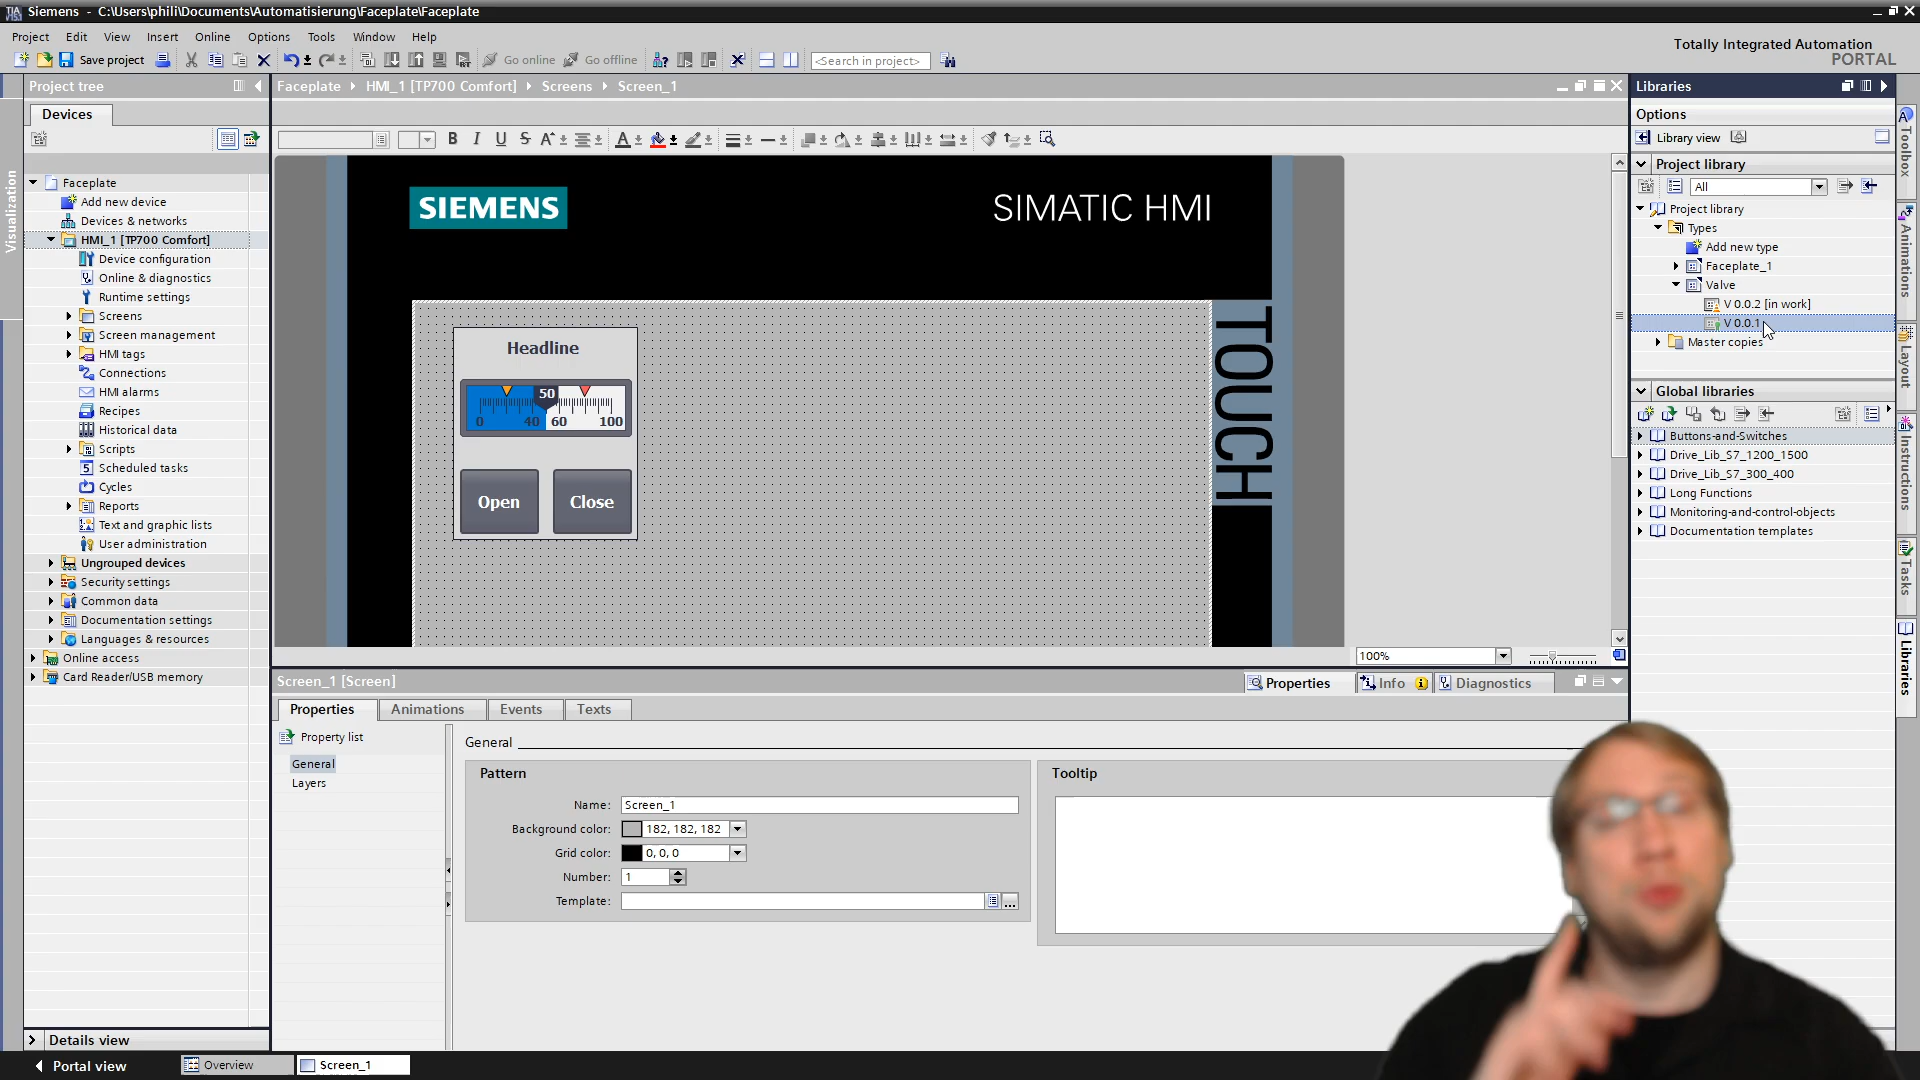 Siemens - C:\Users\phili\Documents\Automatisierung\Faceplate\Faceplate
Project Edit View Insert Online Options Tools Window Help
Save project Go online Go offline <Search in project>
Totally Integrated Automation
PORTAL
Project tree
Devices
Visualization
Faceplate
Add new device
Devices & networks
HMI_1 [TP700 Comfort]
Device configuration
Online & diagnostics
Runtime settings
Screens
Screen management
HMI tags
Connections
HMI alarms
Recipes
Historical data
Scripts
Scheduled tasks
Cycles
Reports
Text and graphic lists
User administration
Ungrouped devices
Security settings
Common data
Documentation settings
Languages & resources
Online access
Card Reader/USB memory
Details view
Faceplate HMI_1 [TP700 Comfort] Screens Screen_1
B I U S A A
SIEMENS
SIMATIC HMI
TOUCH
Headline
50
0 40 60 100
Open Close
100%
Screen_1 [Screen]
Properties Info Diagnostics
Properties Animations Events Texts
Property list
General
Layers
General
Pattern
Name: Screen_1
Background color: 182, 182, 182
Grid color: 0, 0, 0
Number: 1
Template:
Tooltip
Libraries
Options
Library view
Project library
All
Project library
Types
Add new type
Faceplate_1
Valve
V 0.0.2 [in work]
V 0.0.1
Master copies
Global libraries
Buttons-and-Switches
Drive_Lib_S7_1200_1500
Drive_Lib_S7_300_400
Long Functions
Monitoring-and-control-objects
Documentation templates
Toolbox
Animations
Layout
Instructions
Tasks
Libraries
Portal view Overview Screen_1